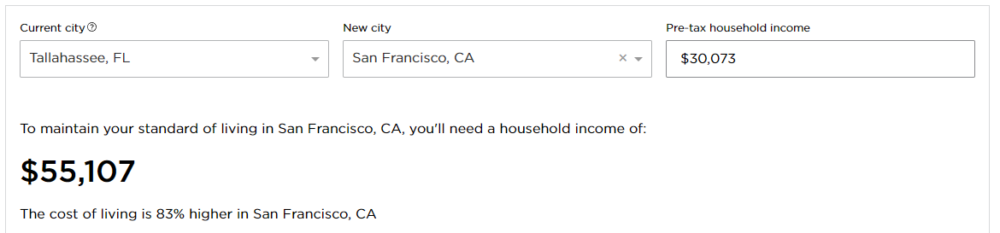 Current city New city Pre-tax household income
Tallahassee, FL San Francisco, CA × $30,073
To maintain your standard of living in San Francisco, CA, you'll need a household income of:
$55,107
The cost of living is 83% higher in San Francisco, CA